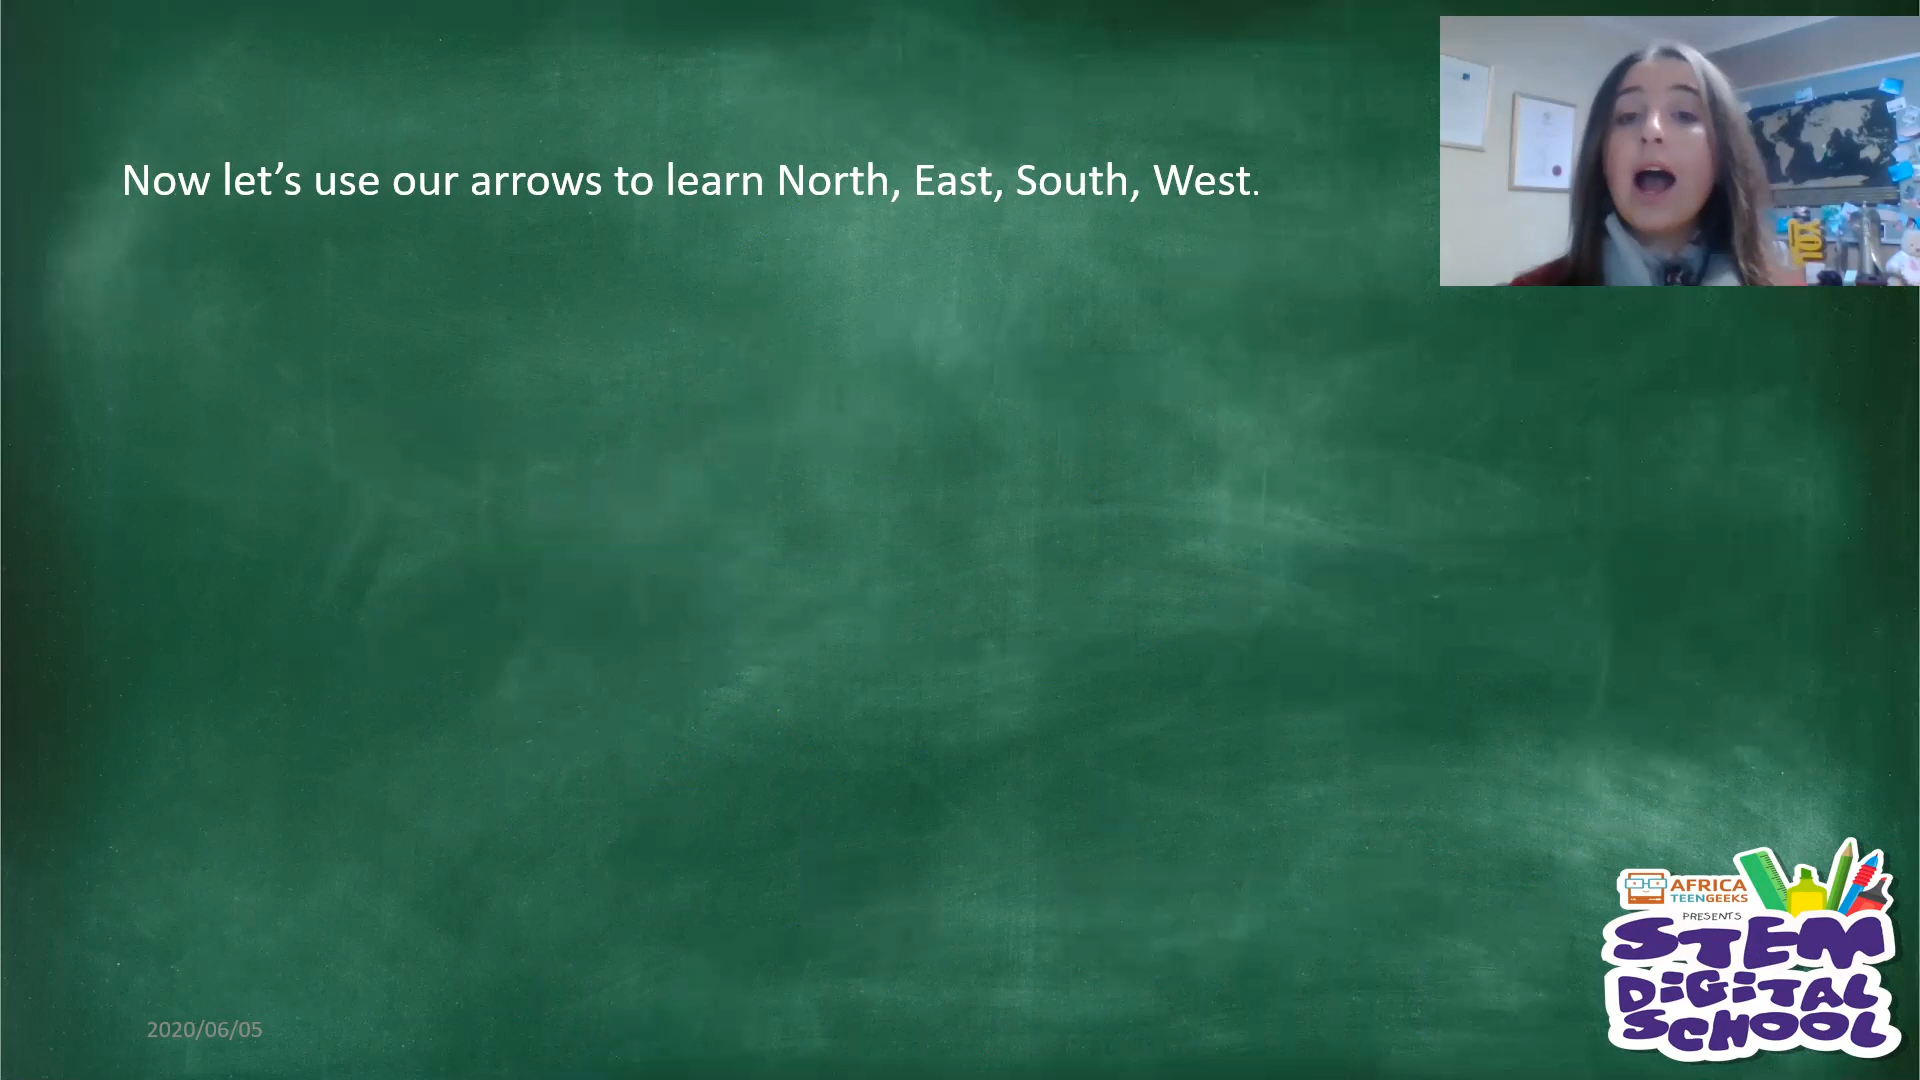 Now let’s use our arrows to learn North, East, South, West.
AFRICA
TEENGEEKS
PRESENTS
STEM
DIGITAL
SCHOOL
2020/06/05